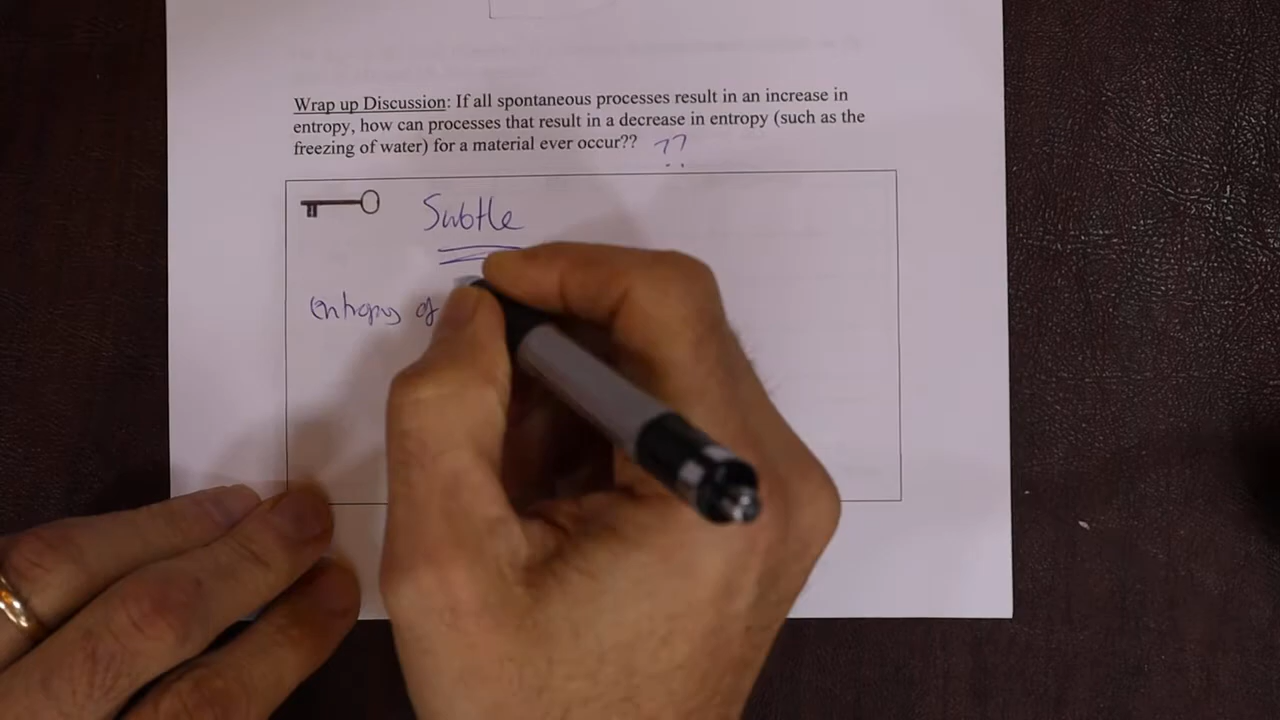 Wrap up Discussion: If all spontaneous processes result in an increase in
entropy, how can processes that result in a decrease in entropy (such as the
freezing of water) for a material ever occur?? ??
Subtle
entropy of